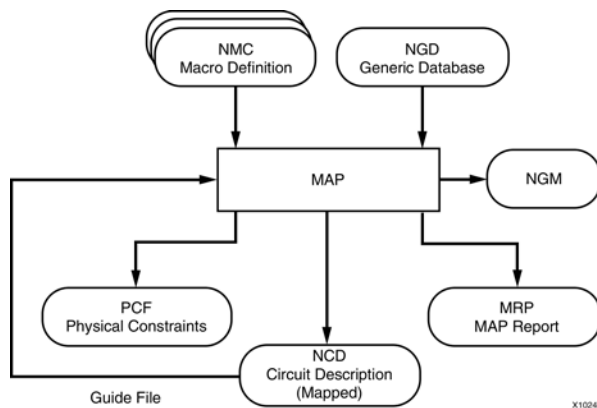 NMC
Macro Definition
NGD
Generic Database
MAP
NGM
PCF
Physical Constraints
MRP
MAP Report
NCD
Circuit Description
(Mapped)
Guide File
X1024